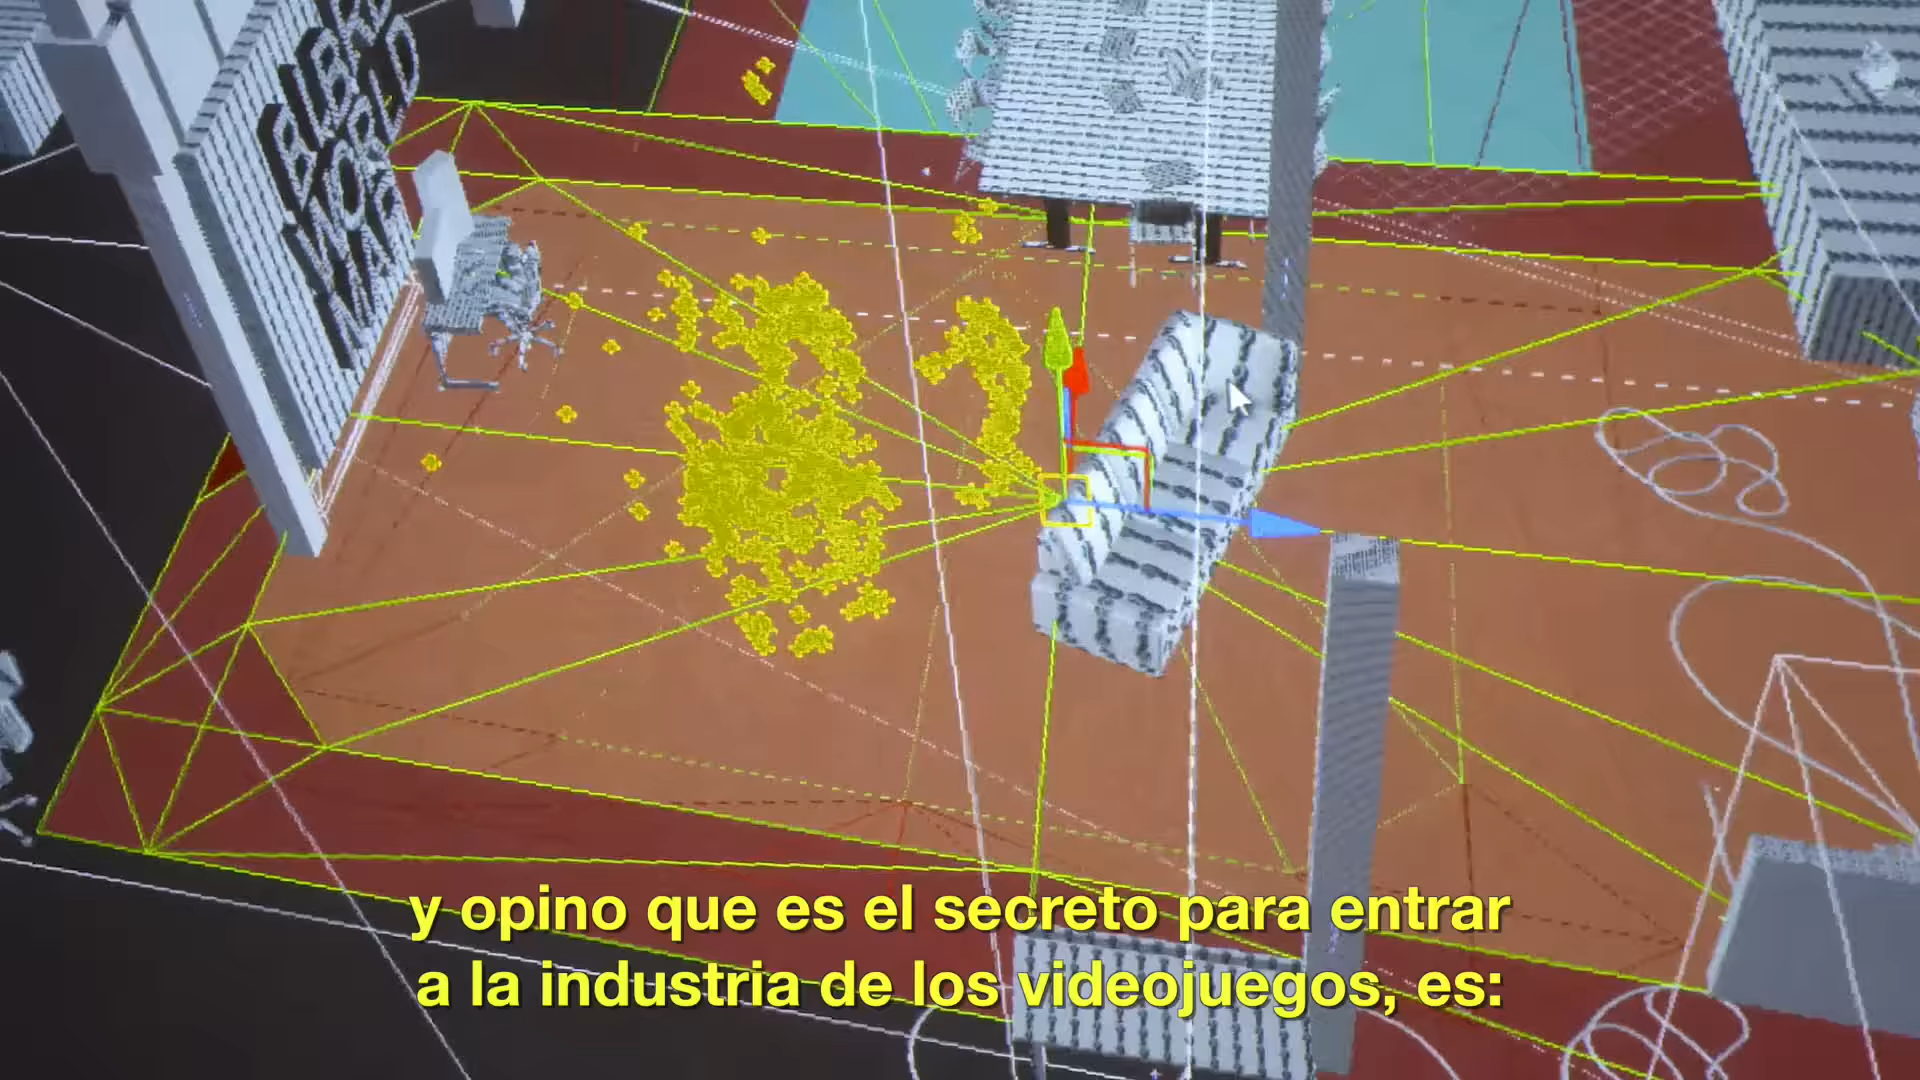 y opino que es el secreto para entrar
a la industria de los videojuegos, es: